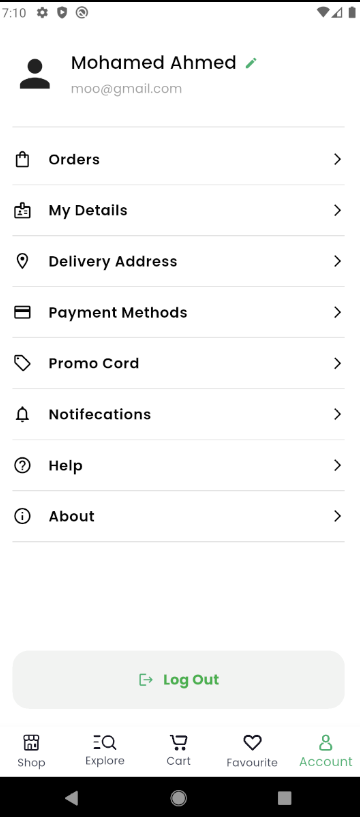 7:10
Mohamed Ahmed
moo@gmail.com
Orders
My Details
Delivery Address
Payment Methods
Promo Cord
Notifecations
Help
About
Log Out
Shop
Explore
Cart
Favourite
Account